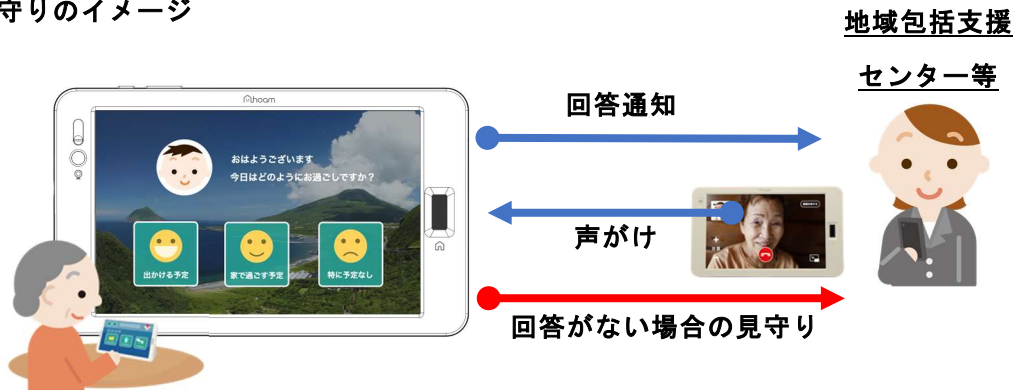 守りのイメージ
地域包括支援
センター等
hoam
おはようございます
今日はどのようにお過ごしですか？
出かける予定
家で過ごす予定
特に予定なし
回答通知
声がけ
回答がない場合の見守り